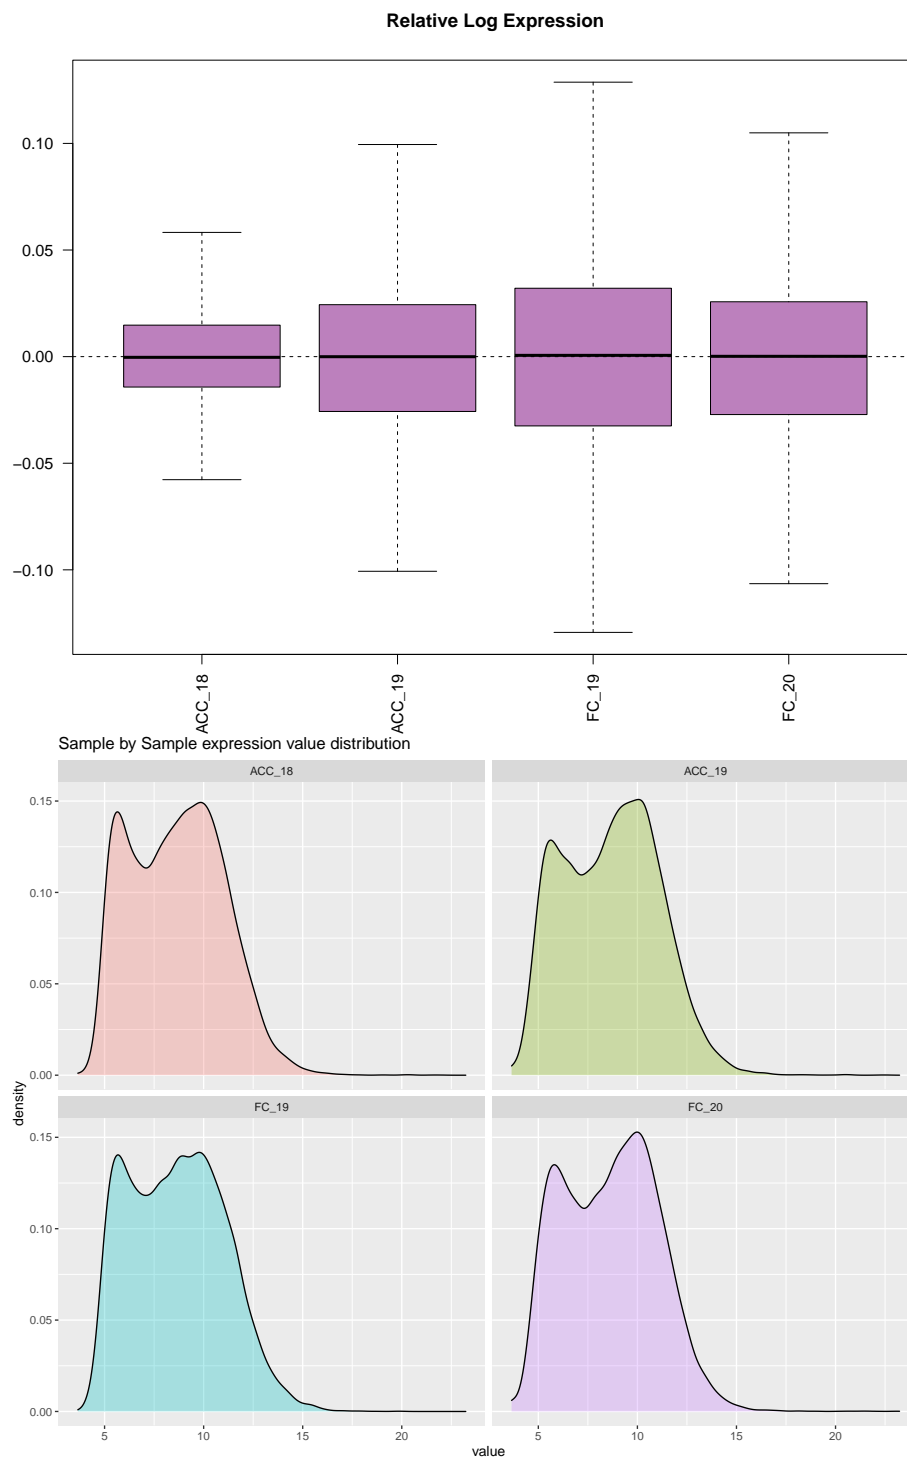 Relative Log Expression
0.10
0.05
0.00
−0.05
−0.10
ACC_18
ACC_19
FC_19
FC_20
Sample by Sample expression value distribution
ACC_18
ACC_19
0.15
0.10
0.05
0.00
density
FC_19
FC_20
0.15
0.10
0.05
0.00
5
10
15
20
5
10
15
20
value